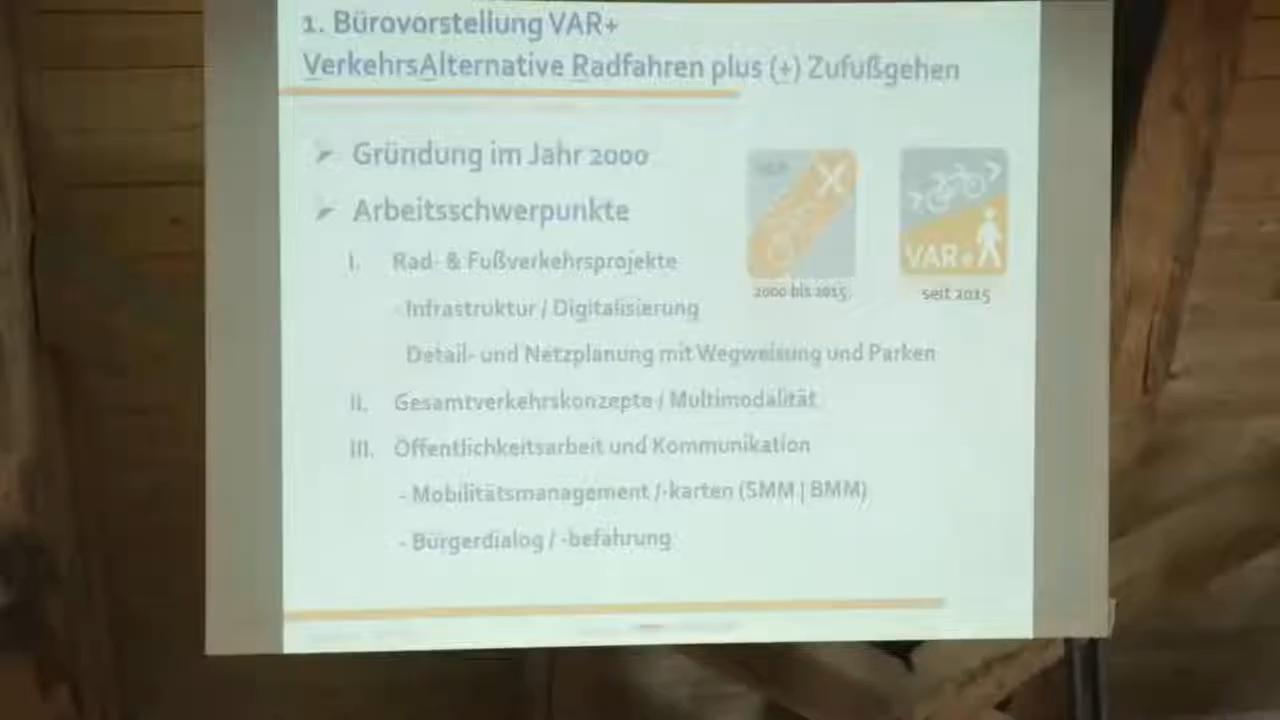 1. Bürovorstellung VAR+
VerkehrsAlternative Radfahren plus (+) Zufußgehen
➢ Gründung im Jahr 2000
➢ Arbeitsschwerpunkte
I. Rad- & Fußverkehrsprojekte
- Infrastruktur / Digitalisierung
Detail- und Netzplanung mit Wegweisung und Parken
II. Gesamtverkehrskonzepte / Multimodalität
III. Öffentlichkeitsarbeit und Kommunikation
- Mobilitätsmanagement /-karten (SMM | BMM)
- Bürgerdialog / -befahrung
2000 bis 2015
VAR+
seit 2015